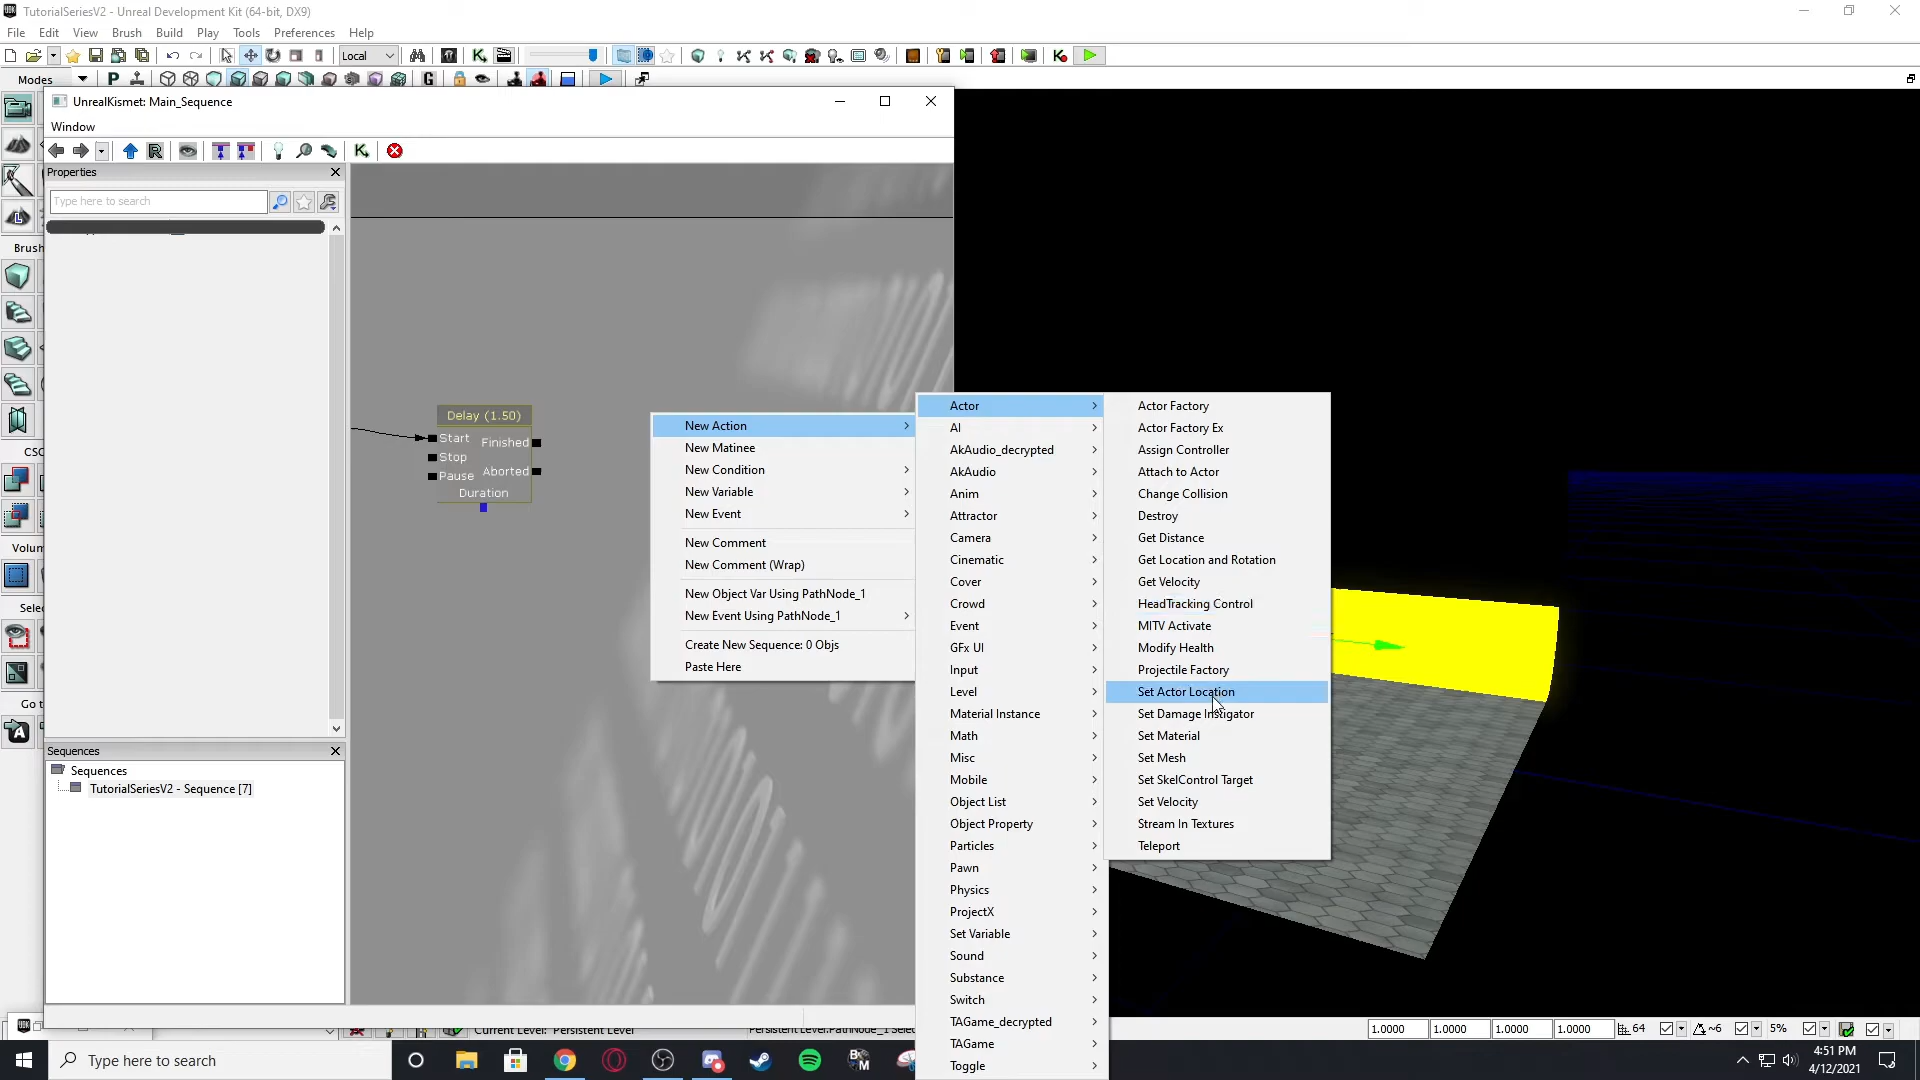 TutorialSeriesV2 - Unreal Development Kit (64-bit, DX9)
File Edit View Brush Build Play Tools Preferences Help
Local
Modes
UnrealKismet: Main_Sequence
Window
Properties
Type here to search
Brush
CSG
Volum
Selec
Go t
Delay (1.50)
Start Finished
Stop
Aborted
Pause
Duration
New Action
New Matinee
New Condition
New Variable
New Event
New Comment
New Comment (Wrap)
New Object Var Using PathNode_1
New Event Using PathNode_1
Create New Sequence: 0 Objs
Paste Here
Actor
AI
AkAudio_decrypted
AkAudio
Anim
Attractor
Camera
Cinematic
Cover
Crowd
Event
GFx UI
Input
Level
Material Instance
Math
Misc
Mobile
Object List
Object Property
Particles
Pawn
Physics
ProjectX
Set Variable
Sound
Substance
Switch
TAGame_decrypted
TAGame
Toggle
Actor Factory
Actor Factory Ex
Assign Controller
Attach to Actor
Change Collision
Destroy
Get Distance
Get Location and Rotation
Get Velocity
HeadTracking Control
MITV Activate
Modify Health
Projectile Factory
Set Actor Location
Set Damage Instigator
Set Material
Set Mesh
Set SkelControl Target
Set Velocity
Stream In Textures
Teleport
Sequences
Sequences
TutorialSeriesV2 - Sequence [7]
Current Level: Persistent Level
Persistent Level.PathNode_1 Selec
1.0000 1.0000 1.0000 1.0000 64 ~6 5%
Type here to search
4:51 PM
4/12/2021